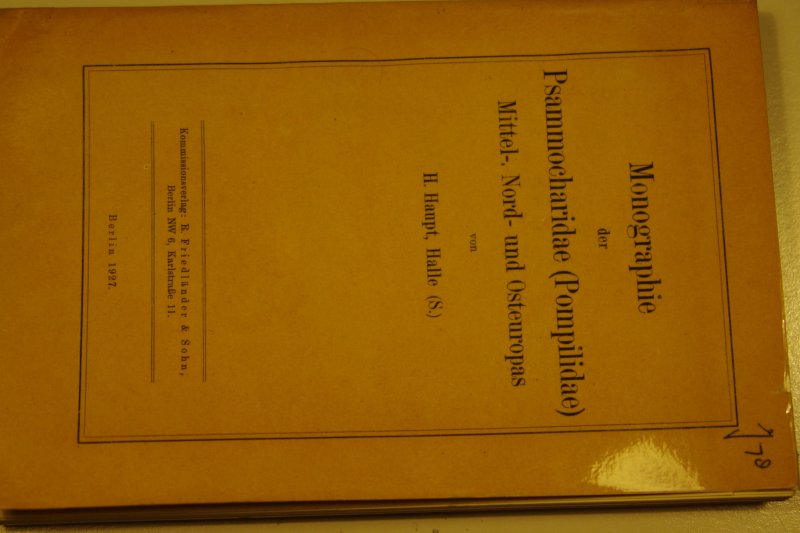 Monographie
der
Psammocharidae (Pompilidae)
Mittel-, Nord- und Osteuropas
von
H. Haupt, Halle (S.)
Kommissionsverlag: R. Friedländer & Sohn,
Berlin NW 6, Karlstraße 11.
Berlin 1927.